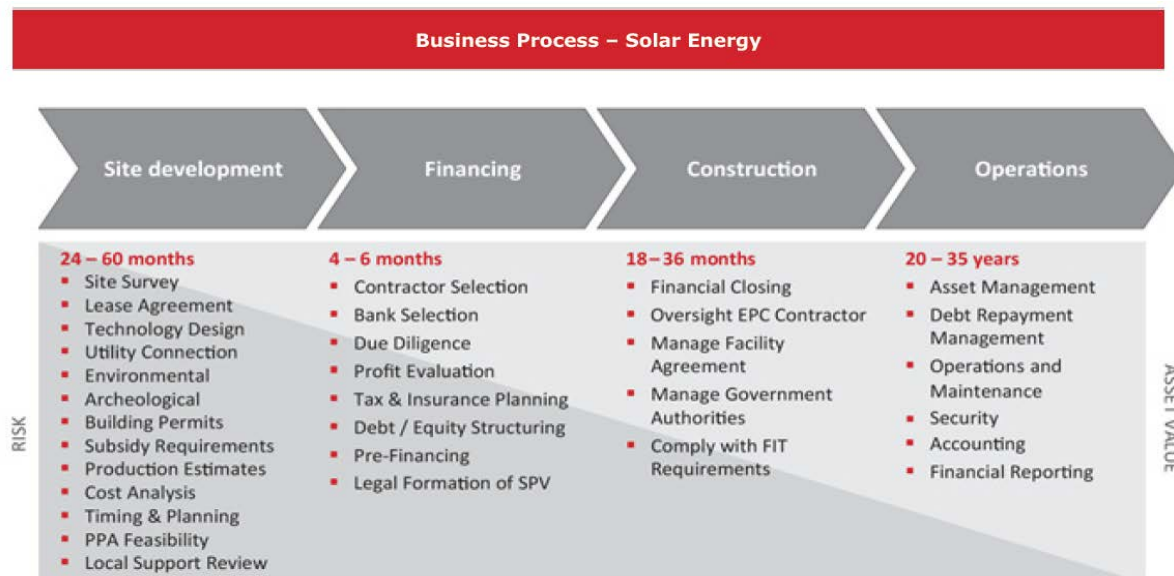 Business Process – Solar Energy
Site development
Financing
Construction
Operations
24 – 60 months
Site Survey
Lease Agreement
Technology Design
Utility Connection
Environmental
Archeological
Building Permits
Subsidy Requirements
Production Estimates
Cost Analysis
Timing & Planning
PPA Feasibility
Local Support Review
4 – 6 months
Contractor Selection
Bank Selection
Due Diligence
Profit Evaluation
Tax & Insurance Planning
Debt / Equity Structuring
Pre-Financing
Legal Formation of SPV
18–36 months
Financial Closing
Oversight EPC Contractor
Manage Facility
Agreement
Manage Government
Authorities
Comply with FIT
Requirements
20 – 35 years
Asset Management
Debt Repayment
Management
Operations and
Maintenance
Security
Accounting
Financial Reporting
RISK
ASSET VALUE